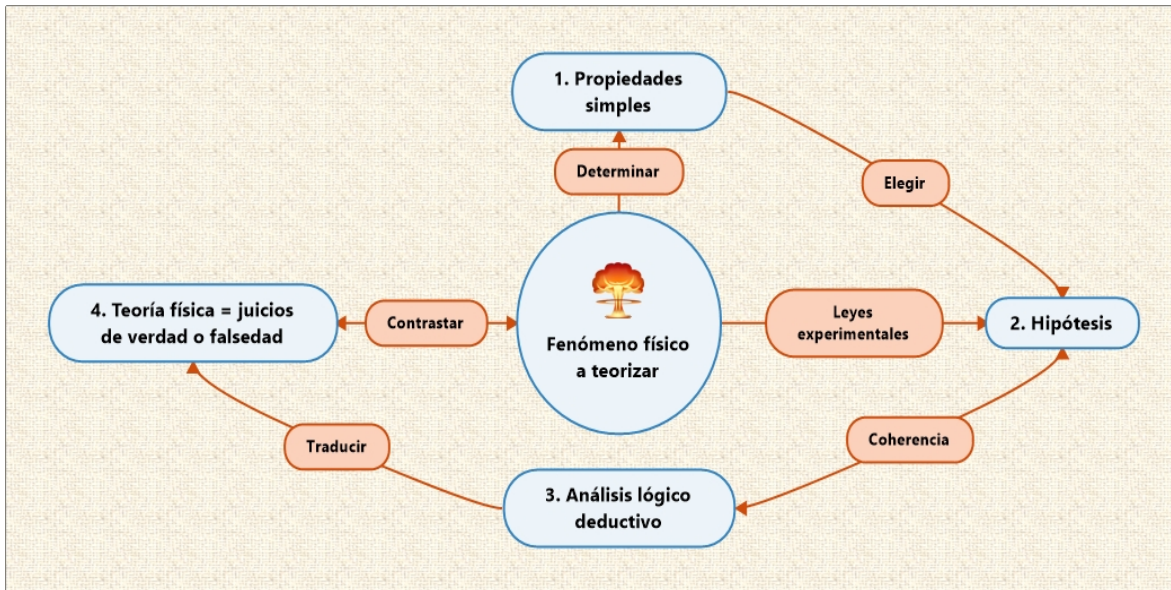 1. Propiedades
simples
Determinar
Elegir
4. Teoría física = juicios
de verdad o falsedad
Contrastar
Fenómeno físico
a teorizar
Leyes
experimentales
2. Hipótesis
Traducir
Coherencia
3. Análisis lógico
deductivo